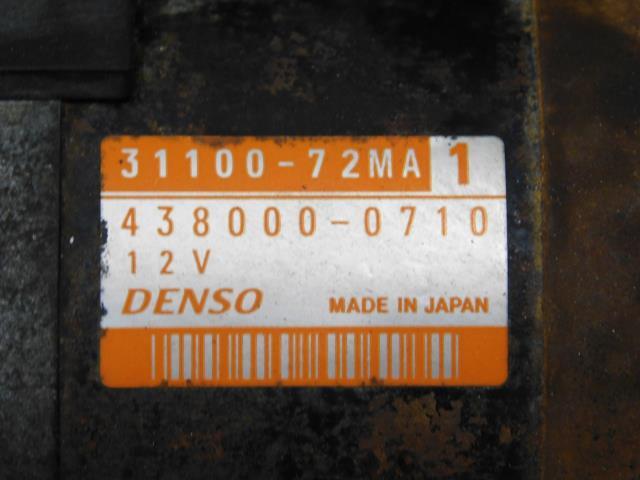 31100-72MA 1
438000-0710
12V
DENSO MADE IN JAPAN